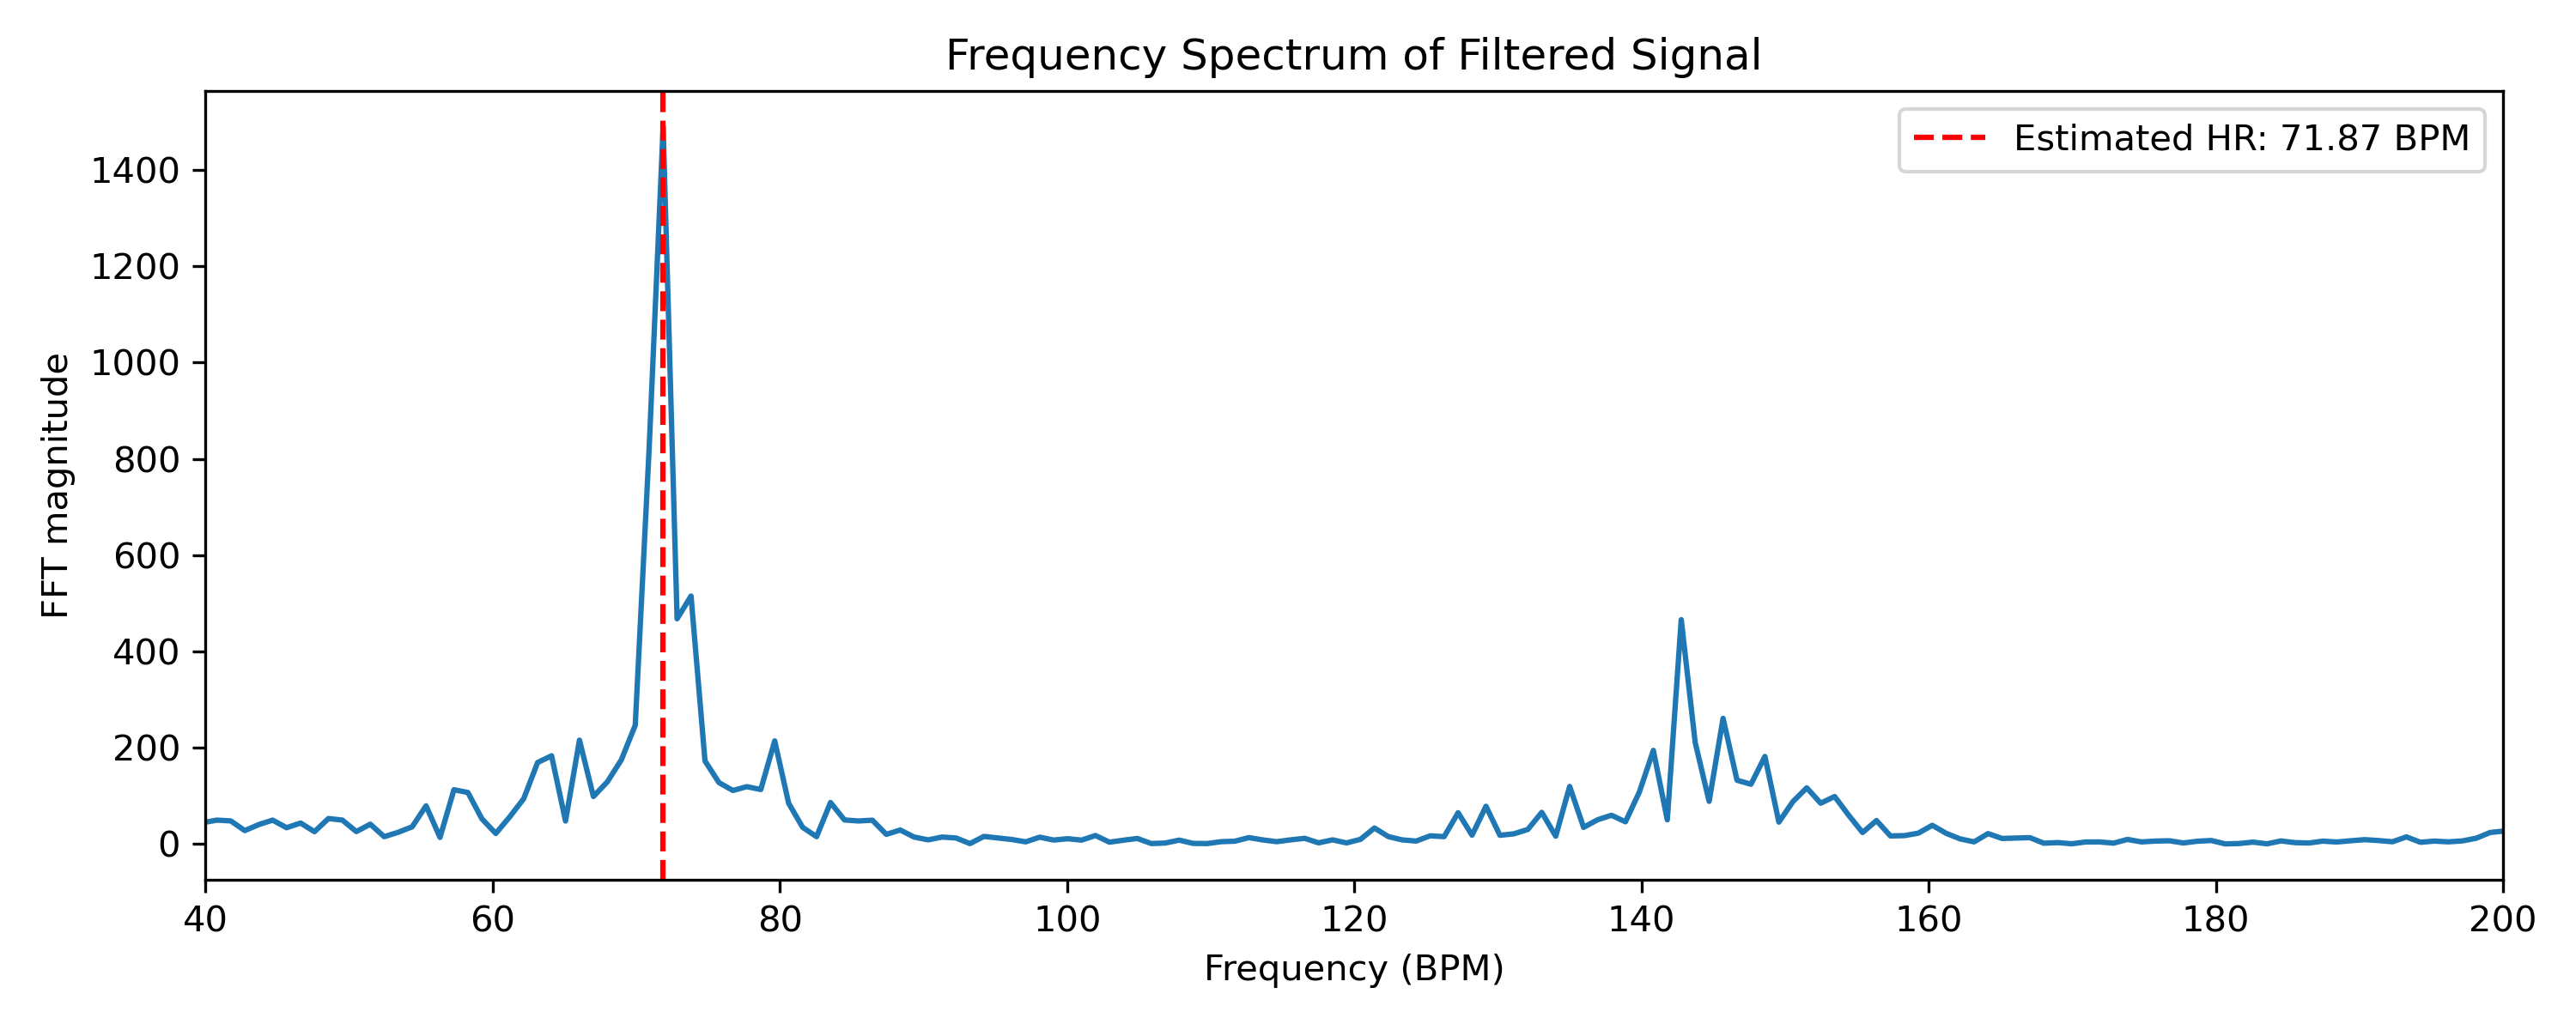 Frequency Spectrum of Filtered Signal
Estimated HR: 71.87 BPM
FFT magnitude
1400
1200
1000
800
600
400
200
0
40 60 80 100 120 140 160 180 200
Frequency (BPM)